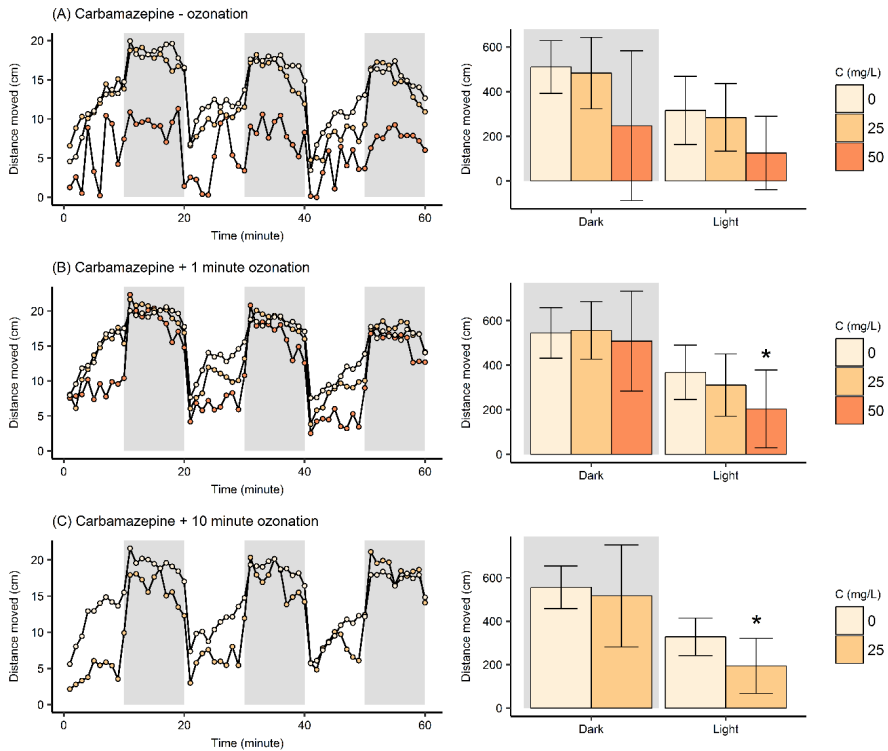 (A) Carbamazepine - ozonation
Distance moved (cm)
20
15
10
5
0
0
20
40
60
Time (minute)
Distance moved (cm)
600
400
200
0
Dark
Light
C (mg/L)
0
25
50
(B) Carbamazepine + 1 minute ozonation
Distance moved (cm)
20
15
10
5
0
0
20
40
60
Time (minute)
Distance moved (cm)
600
400
200
0
*
Dark
Light
C (mg/L)
0
25
50
(C) Carbamazepine + 10 minute ozonation
Distance moved (cm)
20
15
10
5
0
0
20
40
60
Time (minute)
Distance moved (cm)
600
400
200
0
*
Dark
Light
C (mg/L)
0
25